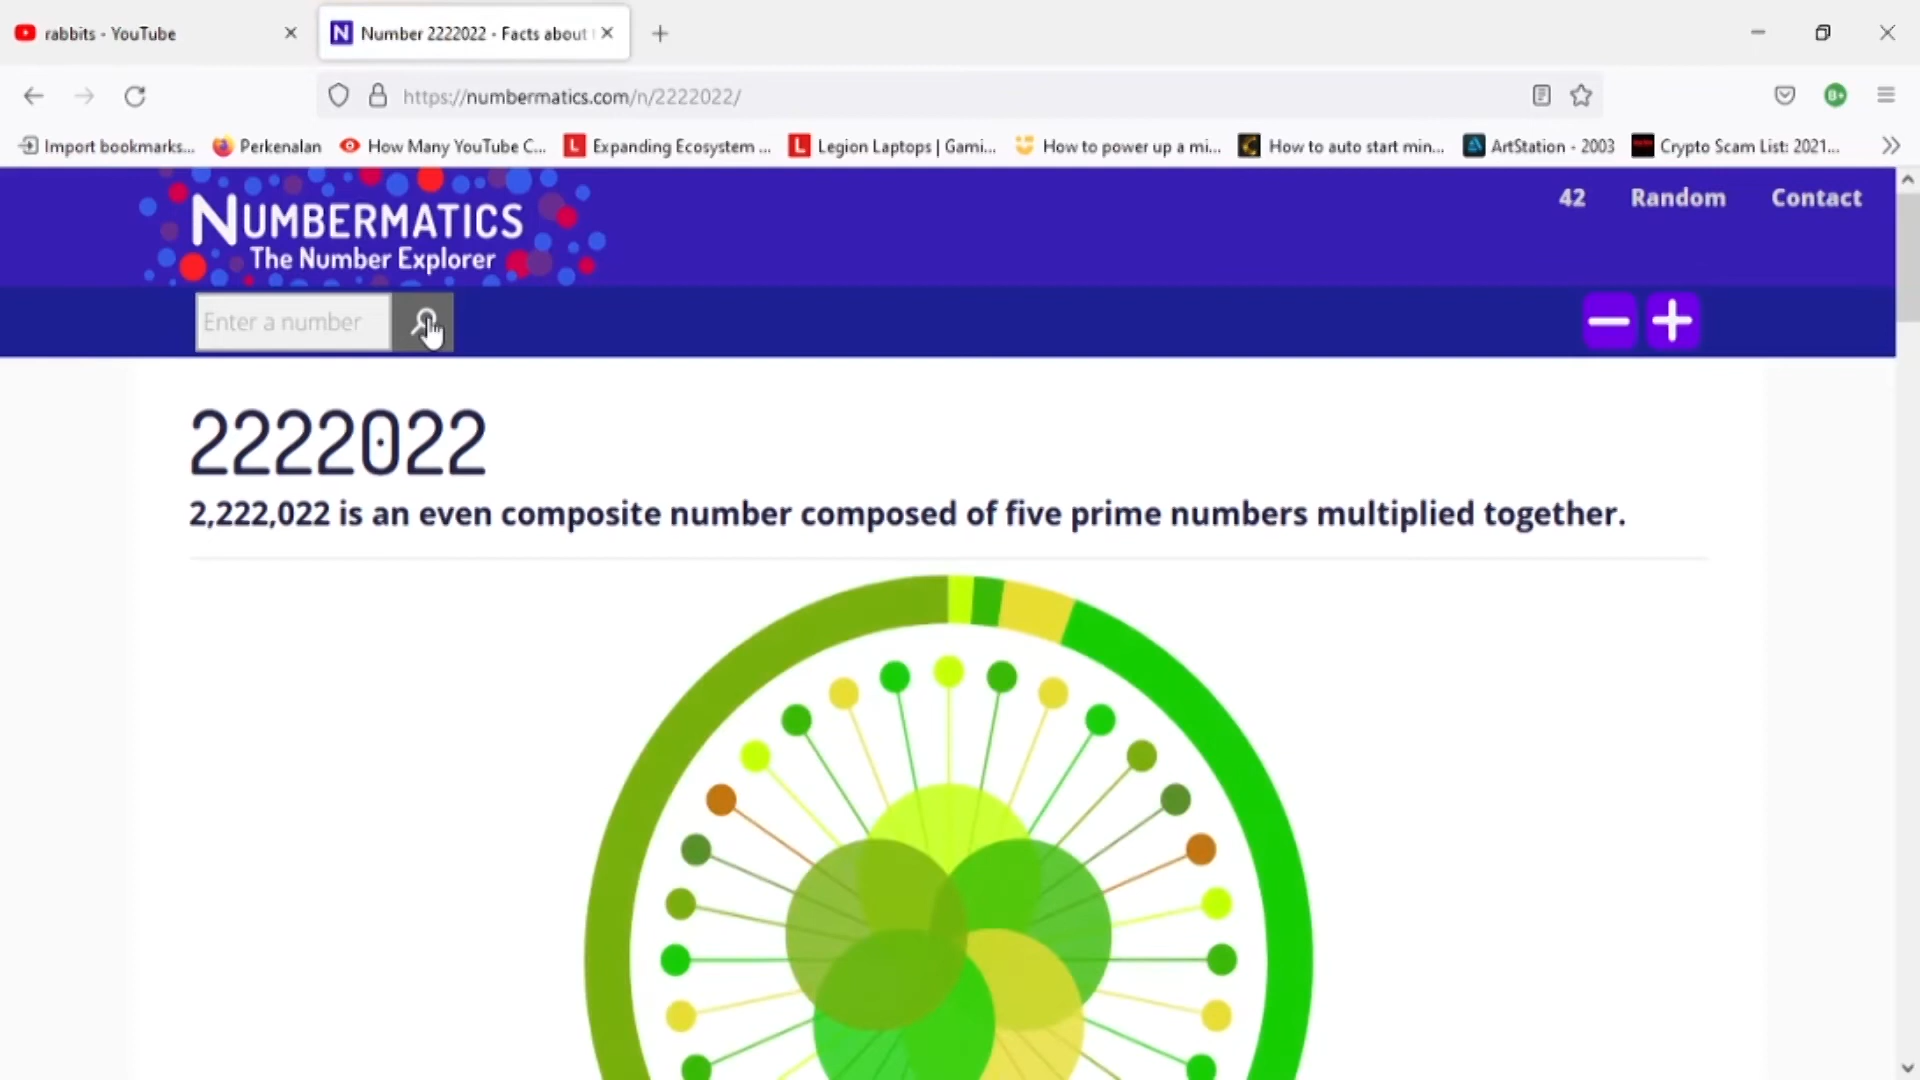 rabbits - YouTube
Number 2222022 - Facts about
https://numbermatics.com/n/2222022/
Import bookmarks...
Perkenalan
How Many YouTube C...
Expanding Ecosystem ...
Legion Laptops | Gami...
How to power up a mi...
How to auto start min...
ArtStation - 2003
Crypto Scam List: 2021...
NUMBERMATICS
The Number Explorer
42
Random
Contact
Enter a number
2222022
2,222,022 is an even composite number composed of five prime numbers multiplied together.